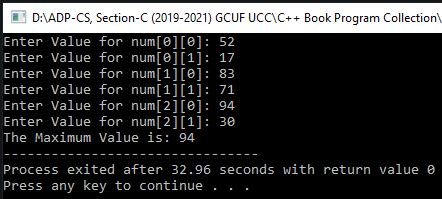 D:\ADP-CS, Section-C (2019-2021) GCUF UCC\C++ Book Program Collection\
Enter Value for num[0][0]: 52
Enter Value for num[0][1]: 17
Enter Value for num[1][0]: 83
Enter Value for num[1][1]: 71
Enter Value for num[2][0]: 94
Enter Value for num[2][1]: 30
The Maximum Value is: 94
--------------------------------
Process exited after 32.96 seconds with return value 0
Press any key to continue . . .